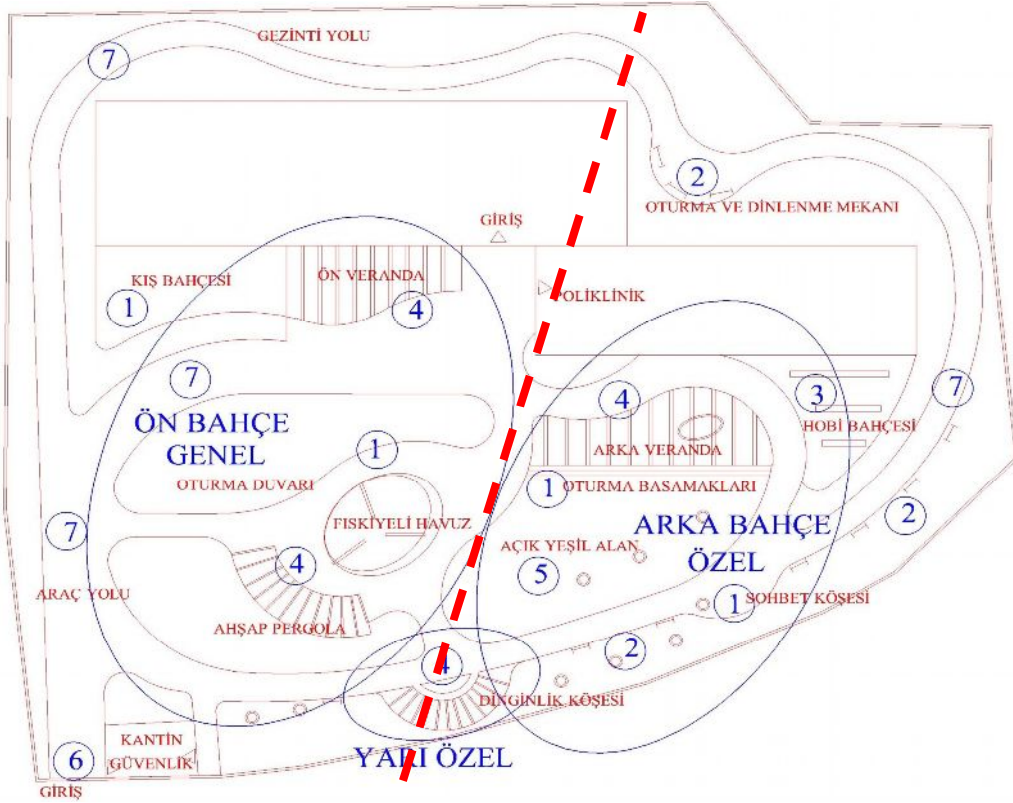 GEZİNTİ YOLU
7
2
OTURMA VE DİNLENME MEKANI
GİRİŞ
KIŞ BAHÇESİ
ÖN VERANDA
1
4
POLİKLİNİK
7
4
3
7
ÖN BAHÇE
GENEL
HOBİ BAHÇESİ
1
ARKA VERANDA
OTURMA DUVARI
1
OTURMA BASAMAKLARI
FISKİYELİ HAVUZ
7
2
ARKA BAHÇE
ÖZEL
AÇIK YEŞİL ALAN
4
5
ARAÇ YOLU
1
SOHBET KÖŞESİ
AHŞAP PERGOLA
2
4
DİNGİNLİK KÖŞESİ
KANTİN
GÜVENLİK
YARI ÖZEL
6
GİRİŞ